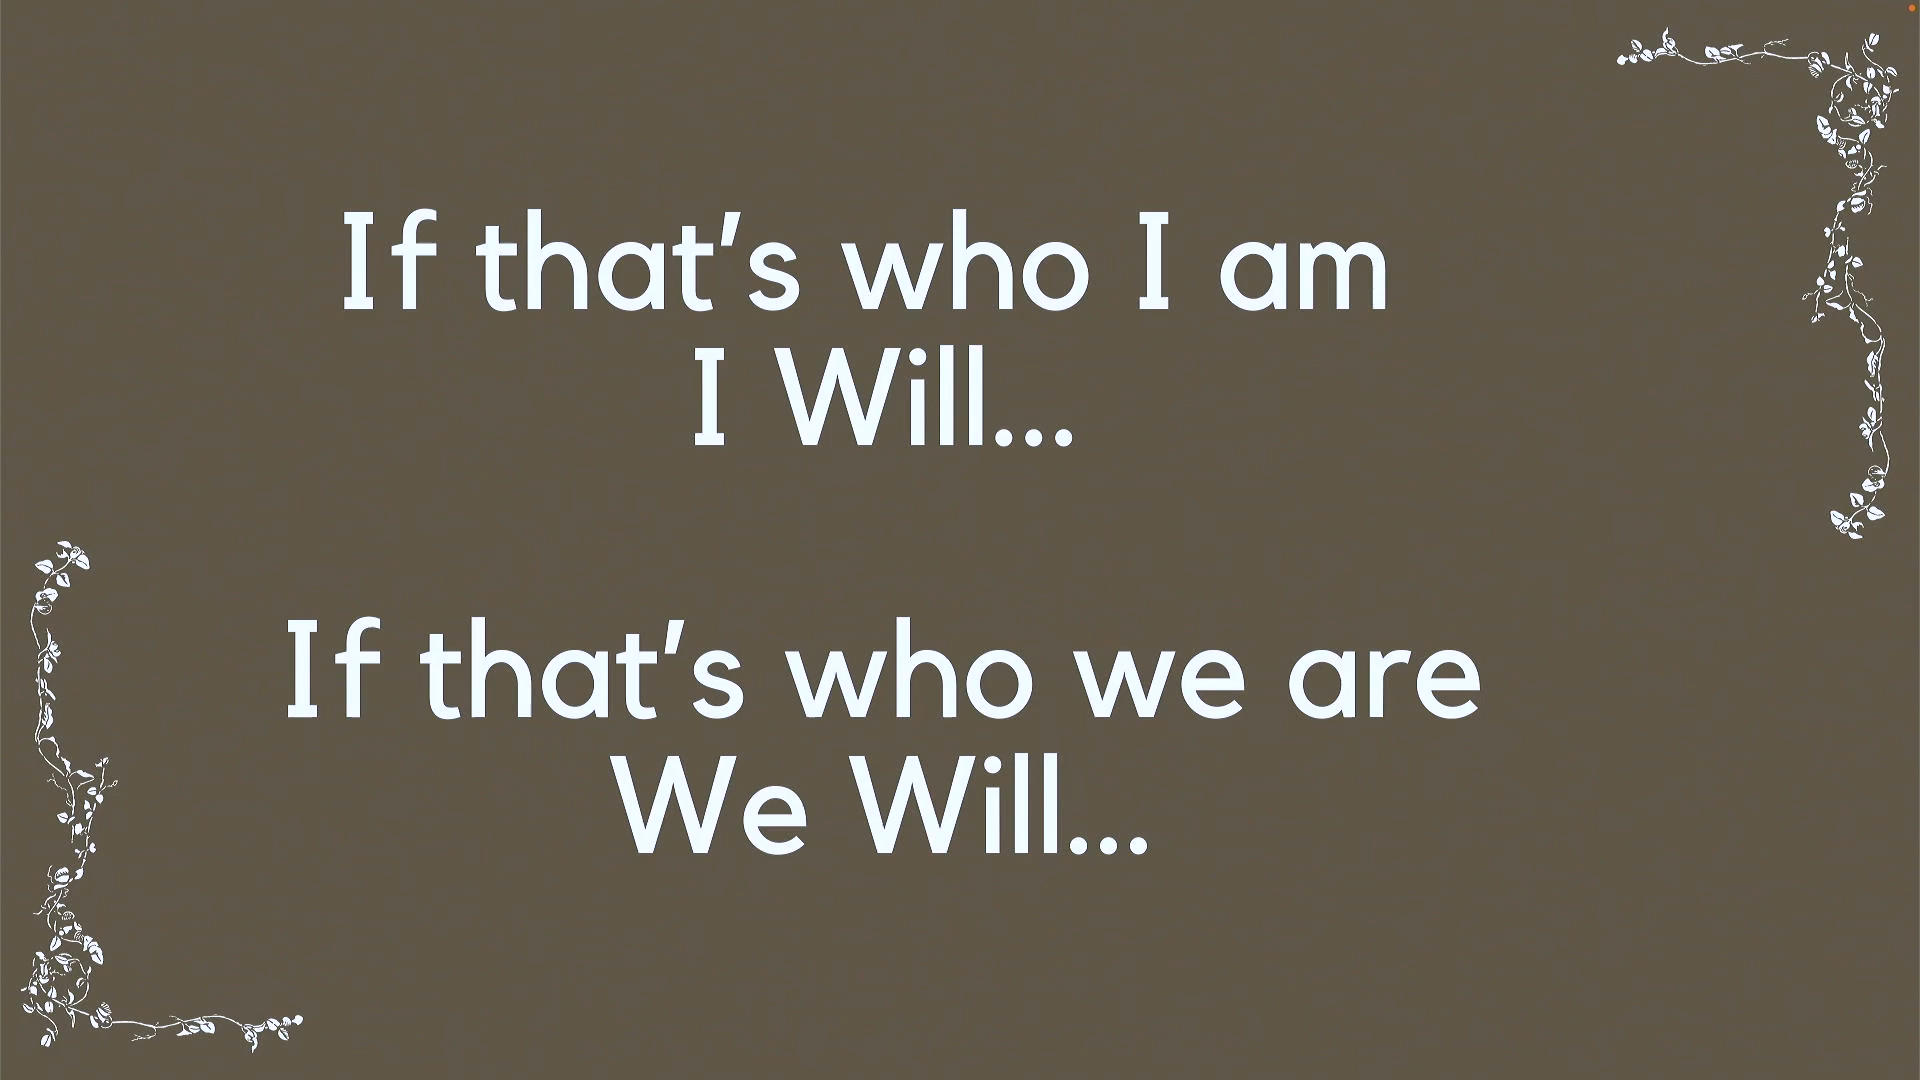 If that's who I am
I Will...
If that's who we are
We Will...